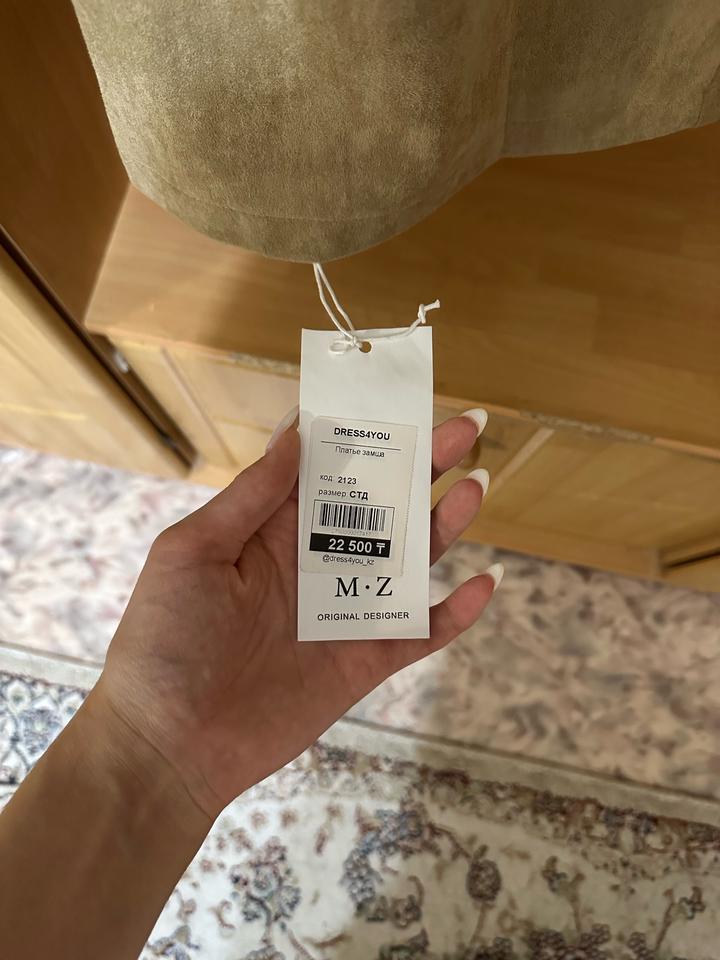 DRESS4YOU
Платье замша
код: 2123
размер: СТД
22 500 ₸
@dress4you_kz
M·Z
ORIGINAL DESIGNER